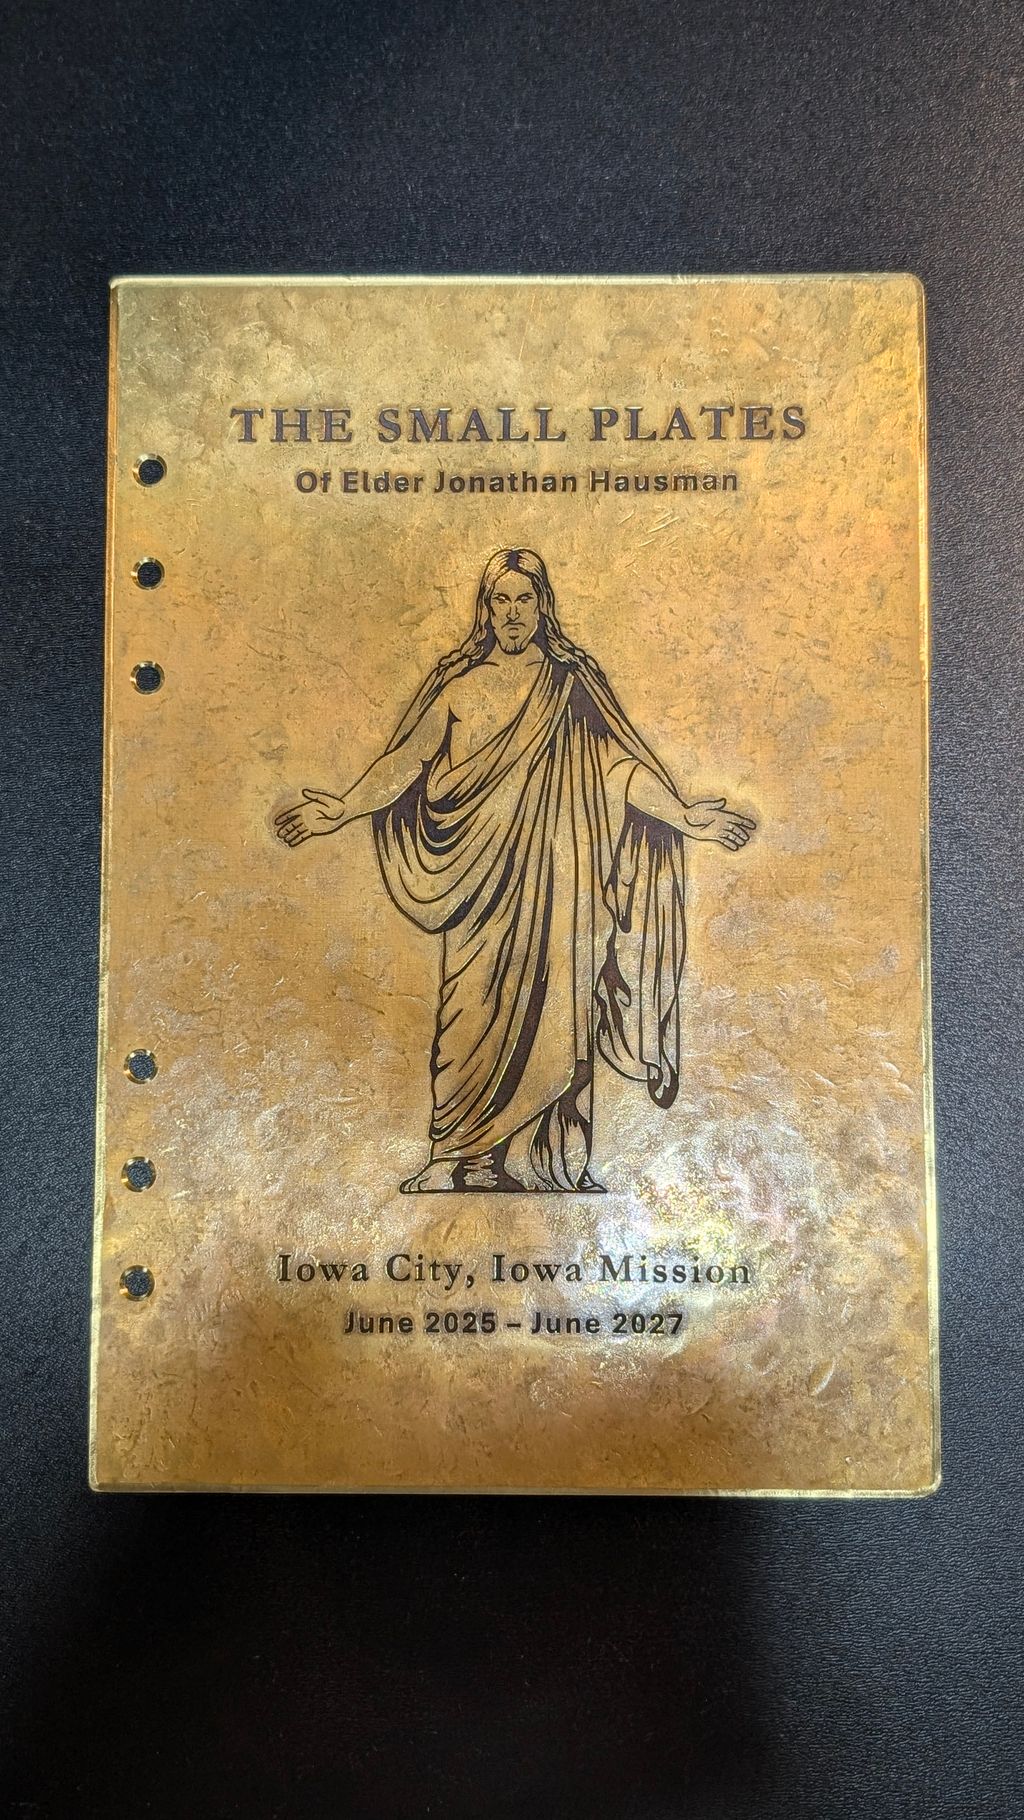 THE SMALL PLATES
Of Elder Jonathan Hausman
Iowa City, Iowa Mission
June 2025 – June 2027